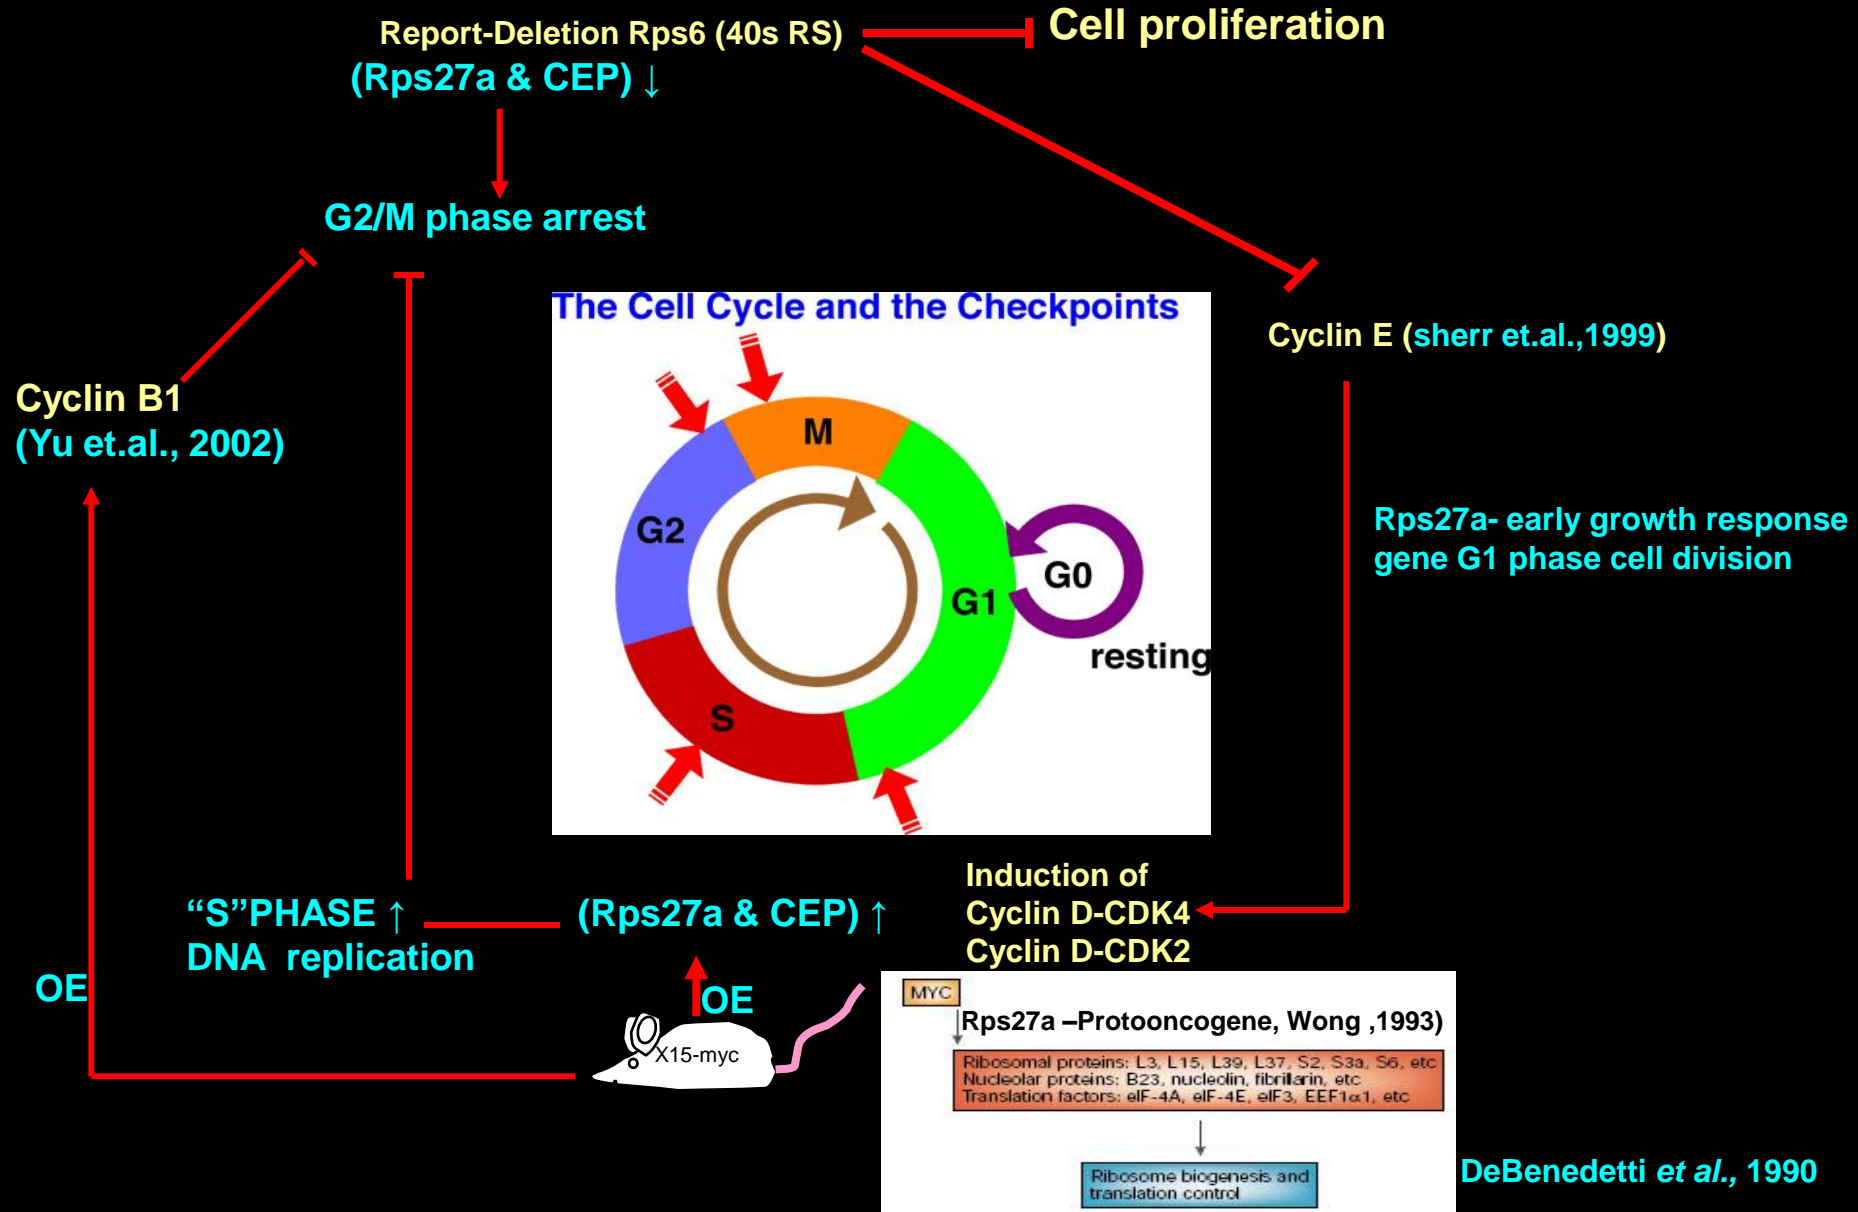 Report-Deletion Rps6 (40s RS)
Cell proliferation
(Rps27a & CEP) ↓
G2/M phase arrest
The Cell Cycle and the Checkpoints
Cyclin E (sherr et.al.,1999)
Cyclin B1
(Yu et.al., 2002)
M
G2
G1
G0
S
resting
Rps27a- early growth response
gene G1 phase cell division
Induction of
Cyclin D-CDK4
Cyclin D-CDK2
“S”PHASE ↑
DNA replication
(Rps27a & CEP) ↑
OE
OE
X15-myc
MYC
Rps27a –Protooncogene, Wong ,1993)
Ribosomal proteins: L3, L15, L39, L37, S2, S3a, S6, etc
Nucleolar proteins: B23, nucleolin, fibrillarin, etc
Translation factors: eIF-4A, eIF-4E, eIF3, EEF1α1, etc
Ribosome biogenesis and
translation control
DeBenedetti et al., 1990